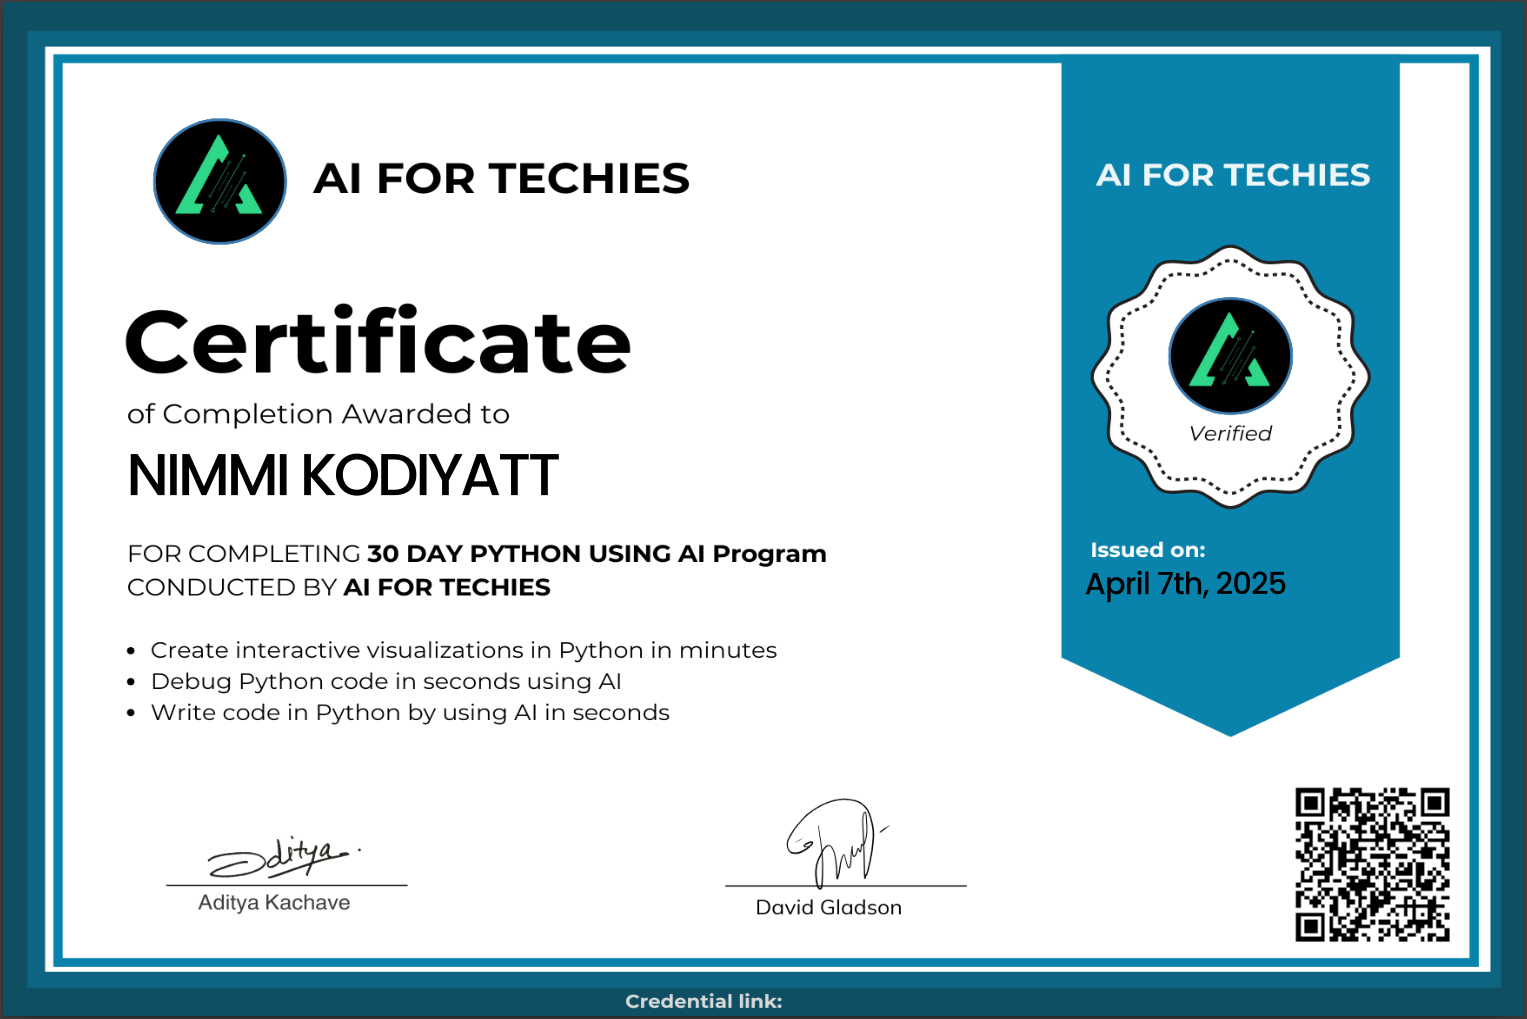 AI FOR TECHIES
Certificate
of Completion Awarded to
NIMMI KODIYATT
FOR COMPLETING 30 DAY PYTHON USING AI Program
CONDUCTED BY AI FOR TECHIES
• Create interactive visualizations in Python in minutes
• Debug Python code in seconds using AI
• Write code in Python by using AI in seconds
Aditya
Aditya Kachave
David Gladson
AI FOR TECHIES
Verified
Issued on:
April 7th, 2025
Credential link: